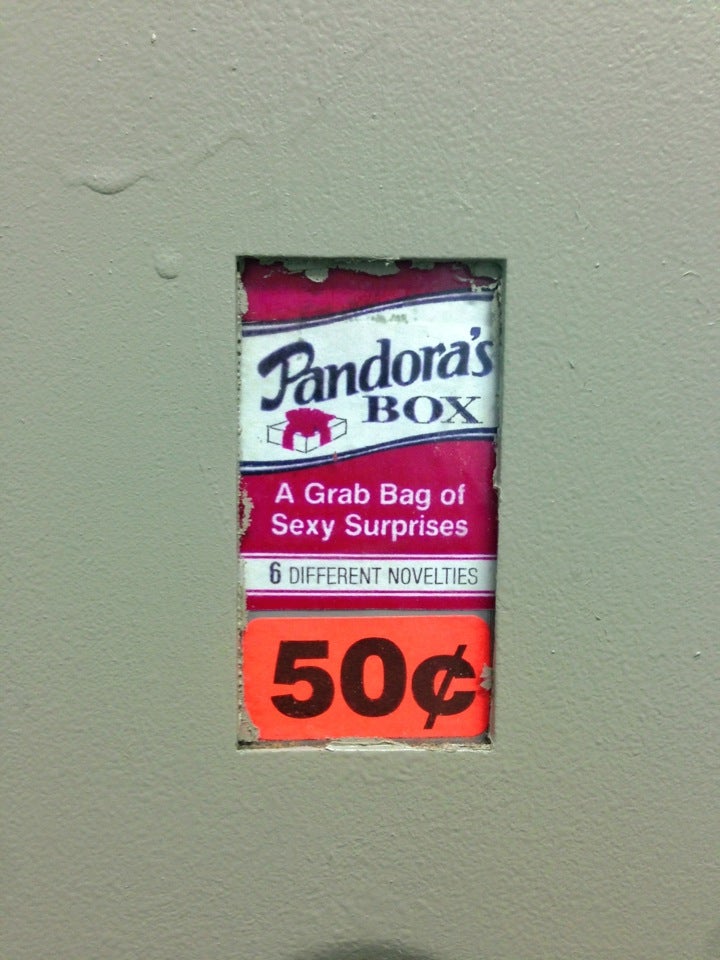 Pandora's
BOX
A Grab Bag of
Sexy Surprises
6 DIFFERENT NOVELTIES
50¢